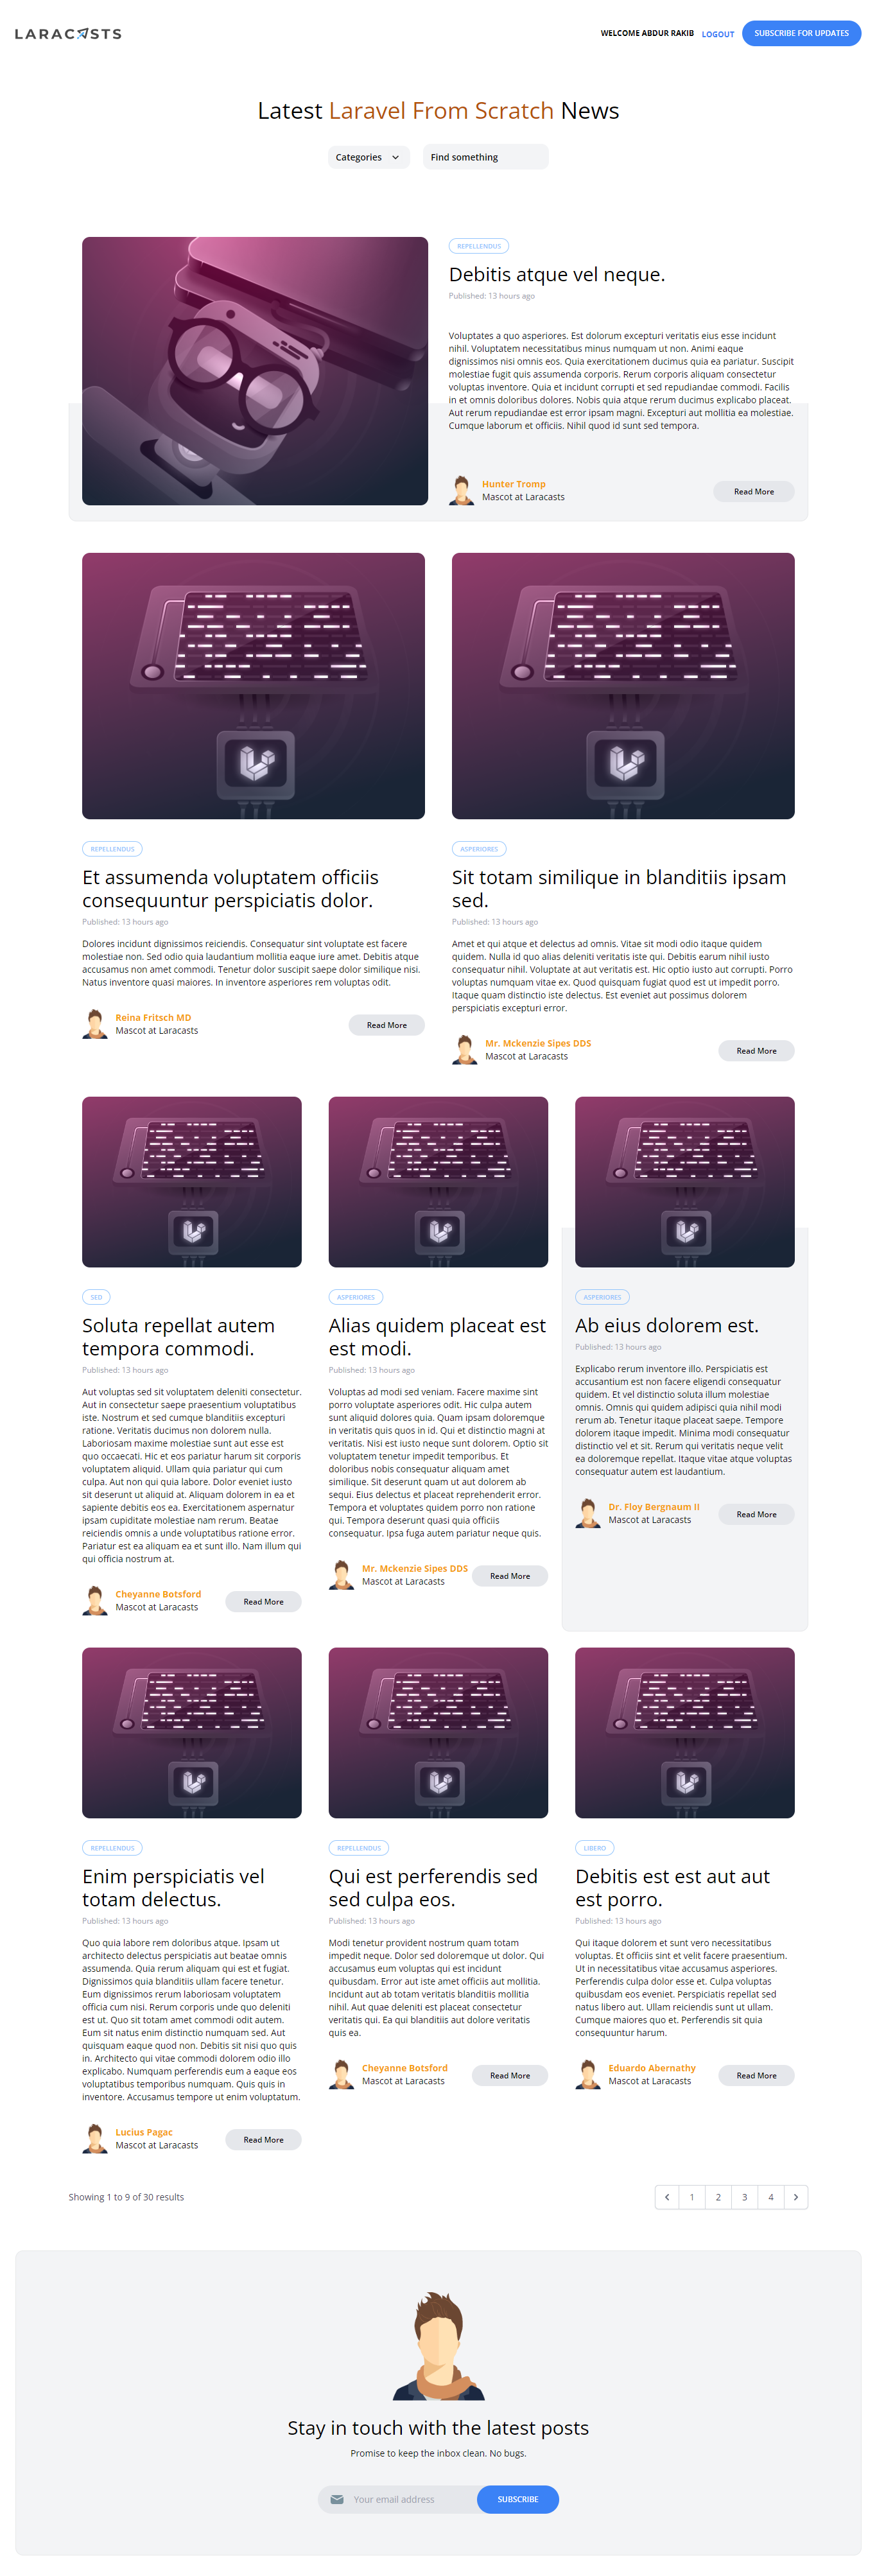 LARACASTS
WELCOME ABDUR RAKIB LOGOUT SUBSCRIBE FOR UPDATES
Latest Laravel From Scratch News
Categories Find something
REPELLENDUS
Debitis atque vel neque.
Published: 13 hours ago
Voluptates a quo asperiores. Est dolorum excepturi veritatis eius esse incidunt
nihil. Voluptatem necessitatibus minus numquam ut non. Animi eaque
dignissimos nisi omnis eos. Quia exercitationem ducimus quia ea pariatur. Suscipit
molestiae fugit quis assumenda corporis. Rerum corporis aliquam consectetur
voluptas inventore. Quia et incidunt corrupti et sed repudiandae commodi. Facilis
in et omnis doloribus dolores. Nobis quia atque rerum ducimus explicabo placeat.
Aut rerum repudiandae est error ipsam magni. Excepturi aut mollitia ea molestiae.
Cumque laborum et officiis. Nihil quod id sunt sed tempora.
Hunter Tromp
Mascot at Laracasts
Read More
REPELLENDUS
Et assumenda voluptatem officiis
consequuntur perspiciatis dolor.
Published: 13 hours ago
Dolores incidunt dignissimos reiciendis. Consequatur sint voluptate est facere
molestiae non. Sed odio quia laudantium mollitia eaque iure amet. Debitis atque
accusamus non amet commodi. Tenetur dolor suscipit saepe dolor similique nisi.
Natus inventore quasi maiores. In inventore asperiores rem voluptas odit.
Reina Fritsch MD
Mascot at Laracasts
Read More
ASPERIORES
Sit totam similique in blanditiis ipsam
sed.
Published: 13 hours ago
Amet et qui atque et delectus ad omnis. Vitae sit modi odio itaque quidem
quidem. Nulla id quo alias deleniti veritatis iste qui. Debitis earum nihil iusto
consequatur nihil. Voluptate at aut veritatis est. Hic optio iusto aut corrupti. Porro
voluptas numquam vitae ex. Quod quisquam fugiat quod est ut impedit porro.
Itaque quam distinctio iste delectus. Est eveniet aut possimus dolorem
perspiciatis excepturi error.
Mr. Mckenzie Sipes DDS
Mascot at Laracasts
Read More
SED
Soluta repellat autem
tempora commodi.
Published: 13 hours ago
Aut voluptas sed sit voluptatem deleniti consectetur.
Aut in consectetur saepe praesentium voluptatibus
iste. Nostrum et sed cumque blanditiis excepturi
ratione. Veritatis ducimus non dolorem nulla.
Laboriosam maxime molestiae sunt aut esse est
quo occaecati. Hic et eos pariatur harum sit corporis
voluptatem aliquid. Ullam quia pariatur qui cum
culpa. Aut non qui quia labore. Dolor eveniet iusto
sit deserunt ut aliquid at. Aliquam dolorem in ea et
sapiente debitis eos ea. Exercitationem aspernatur
ipsam cupiditate molestiae nam rerum. Beatae
reiciendis omnis a unde voluptatibus ratione error.
Pariatur est ea aliquam ea et sunt illo. Nam illum qui
qui officia nostrum at.
Cheyanne Botsford
Mascot at Laracasts
Read More
ASPERIORES
Alias quidem placeat est
est modi.
Published: 13 hours ago
Voluptas ad modi sed veniam. Facere maxime sint
porro voluptate asperiores odit. Hic culpa autem
sunt aliquid dolores quia. Quam ipsam doloremque
in veritatis quis quos in id. Qui et distinctio magni at
veritatis. Nisi est iusto neque sunt dolorem. Optio sit
voluptatem tenetur impedit temporibus. Et
doloribus nobis consequatur aliquam amet
similique. Sit deserunt quam ut aut dolorem ab
sequi. Eius delectus et placeat reprehenderit error.
Tempora et voluptates quidem porro non ratione
qui. Tempora deserunt quasi quia officiis
consequatur. Ipsa fuga autem pariatur neque quis.
Mr. Mckenzie Sipes DDS
Mascot at Laracasts
Read More
ASPERIORES
Ab eius dolorem est.
Published: 13 hours ago
Explicabo rerum inventore illo. Perspiciatis est
accusantium est non facere eligendi consequatur
quidem. Et vel distinctio soluta illum molestiae
omnis. Omnis qui quidem adipisci quia nihil modi
rerum ab. Tenetur itaque placeat saepe. Tempore
dolorem itaque impedit. Minima modi consequatur
distinctio vel et sit. Rerum qui veritatis neque velit
ea doloremque repellat. Itaque vitae atque voluptas
consequatur autem est laudantium.
Dr. Floy Bergnaum II
Mascot at Laracasts
Read More
REPELLENDUS
Enim perspiciatis vel
totam delectus.
Published: 13 hours ago
Quo quia labore rem doloribus atque. Ipsam ut
architecto delectus perspiciatis aut beatae omnis
assumenda. Quia rerum aliquam qui est et fugiat.
Dignissimos quia blanditiis ullam facere tenetur.
Eum dignissimos rerum laboriosam voluptatem
officia cum nisi. Rerum corporis unde quo deleniti
est ut. Quo sit totam amet commodi odit autem.
Eum sit natus enim distinctio numquam sed. Aut
quisquam eaque quod non. Debitis sit nisi quo quis
in. Architecto qui vitae commodi dolorem odio illo
explicabo. Numquam perferendis eum a eaque eos
voluptatibus temporibus numquam. Quis quis in
inventore. Accusamus tempore ut enim voluptatum.
Lucius Pagac
Mascot at Laracasts
Read More
REPELLENDUS
Qui est perferendis sed
sed culpa eos.
Published: 13 hours ago
Modi tenetur provident nostrum quam totam
impedit neque. Dolor sed doloremque ut dolor. Qui
accusamus eum voluptas qui est incidunt
quibusdam. Error aut iste amet officiis aut mollitia.
Incidunt aut ab totam veritatis blanditiis mollitia
nihil. Aut quae deleniti est placeat consectetur
veritatis qui. Ea qui blanditiis aut dolore veritatis
quis ea.
Cheyanne Botsford
Mascot at Laracasts
Read More
LIBERO
Debitis est est aut aut
est porro.
Published: 13 hours ago
Qui itaque dolorem et sunt vero necessitatibus
voluptas. Et officiis sint et velit facere praesentium.
Ut in necessitatibus vitae accusamus asperiores.
Perferendis culpa dolor esse et. Culpa voluptas
quibusdam eos eveniet. Perspiciatis repellat sed
natus libero aut. Ullam reiciendis sunt ut ullam.
Cumque maiores quo et. Perferendis sit quia
consequuntur harum.
Eduardo Abernathy
Mascot at Laracasts
Read More
Showing 1 to 9 of 30 results
1 2 3 4
Stay in touch with the latest posts
Promise to keep the inbox clean. No bugs.
Your email address SUBSCRIBE